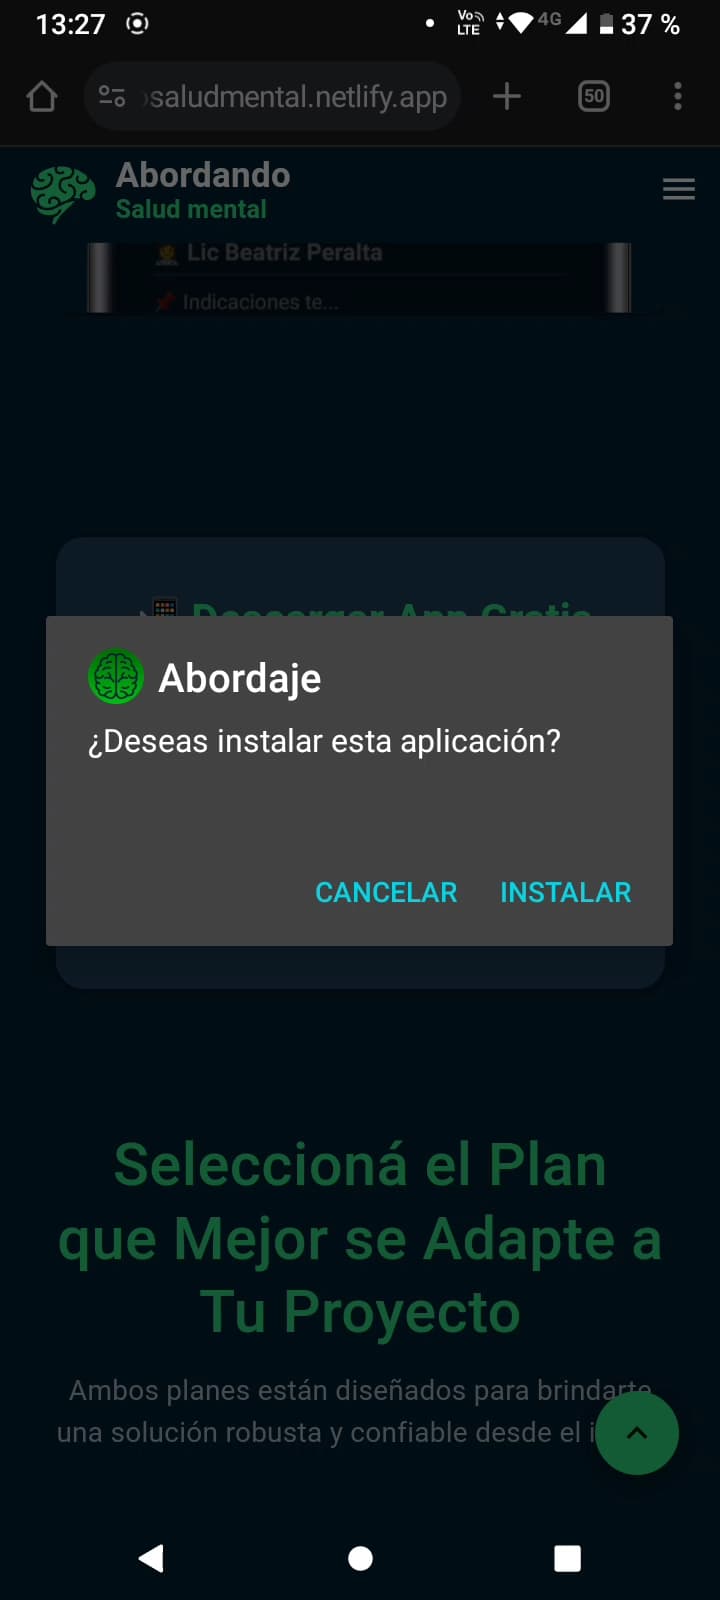 13:27 Vo LTE 4G 37 %
osaludmental.netlify.app 50
Abordando
Salud mental
Lic Beatriz Peralta
Indicaciones te...
Descargar App Gratis
Abordaje
¿Deseas instalar esta aplicación?
CANCELAR INSTALAR
Seleccioná el Plan
que Mejor se Adapte a
Tu Proyecto
Ambos planes están diseñados para brindarte
una solución robusta y confiable desde el i